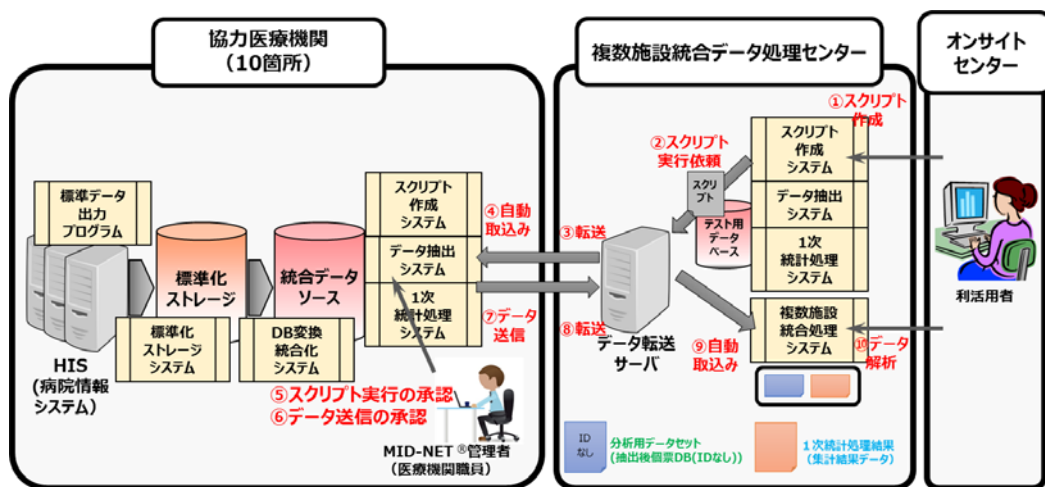 協力医療機関
（10箇所）
標準データ
出力
プログラム
HIS
(病院情報
システム）
標準化
ストレージ
標準化
ストレージ
システム
統合データ
ソース
DB変換
統合化
システム
スクリプト
作成
システム
データ抽出
システム
1次
統計処理
システム
④自動
取込み
⑦データ
送信
⑤スクリプト実行の承認
⑥データ送信の承認
MID-NET ®管理者
（医療機関職員）
複数施設統合データ処理センター
①スクリプト
作成
②スクリプト
実行依頼
スクリ
プト
テスト用
データ
ベース
スクリプト
作成
システム
データ抽出
システム
1次
統計処理
システム
③転送
⑧転送
データ転送
サーバ
⑨自動
取込み
複数施設
統合処理
システム
⑩データ
解析
ID
なし
分析用データセット
(抽出後個票DB(IDなし))
１次統計処理結果
（集計結果データ）
オンサイト
センター
利活用者